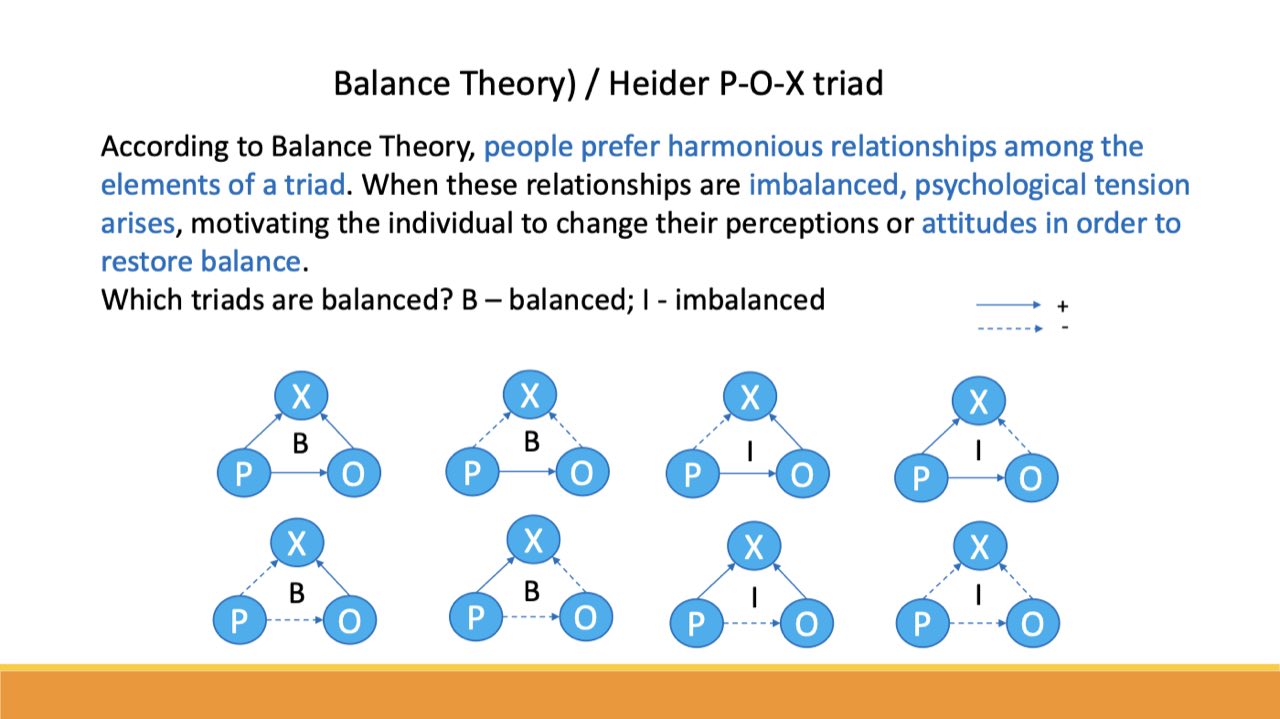 Balance Theory) / Heider P-O-X triad
According to Balance Theory, people prefer harmonious relationships among the
elements of a triad. When these relationships are imbalanced, psychological tension
arises, motivating the individual to change their perceptions or attitudes in order to
restore balance.
Which triads are balanced? B – balanced; I - imbalanced
+
-
X X X X
B B I I
P O P O P O P O
X X X X
B B I I
P O P O P O P O